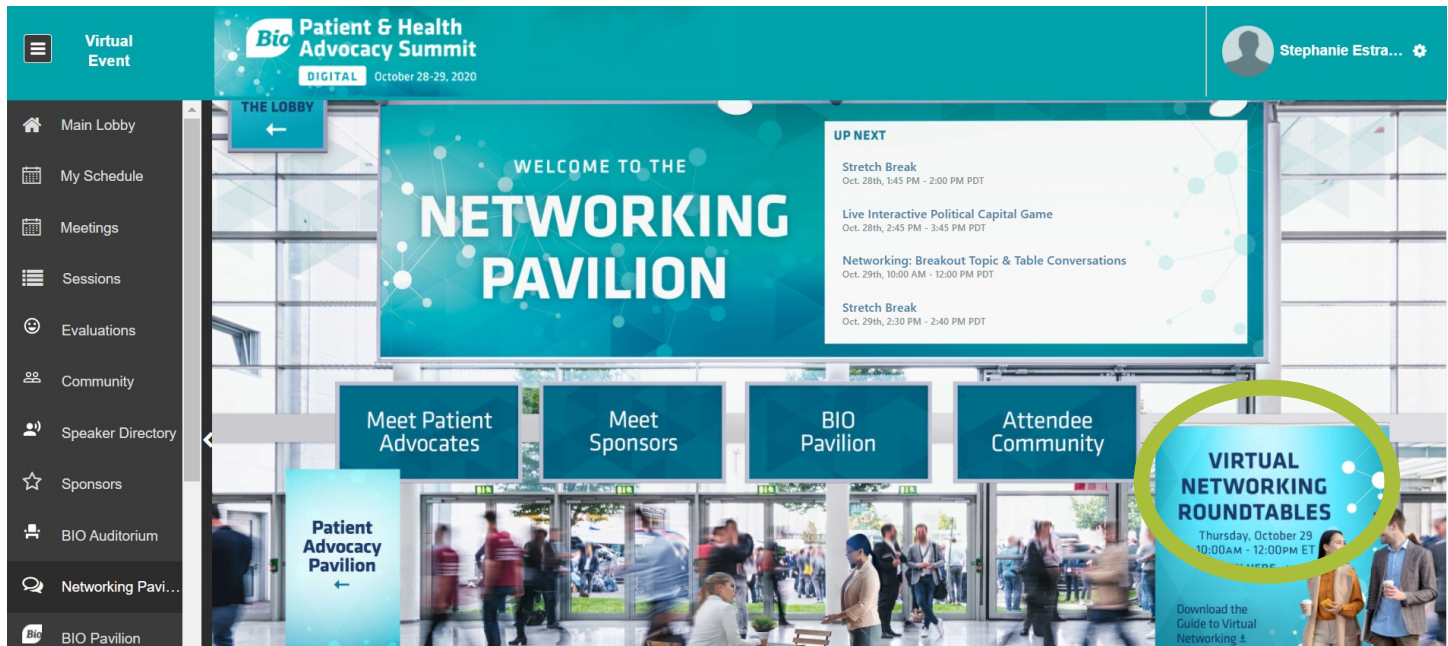 Virtual
Event
Bio
Patient & Health
Advocacy Summit
DIGITAL October 28-29, 2020
Stephanie Estra...
Main Lobby
My Schedule
Meetings
Sessions
Evaluations
Community
Speaker Directory
Sponsors
BIO Auditorium
Networking Pavi...
Bio
BIO Pavilion
THE LOBBY
←
WELCOME TO THE
NETWORKING
PAVILION
UP NEXT
Stretch Break
Oct. 28th, 1:45 PM - 2:00 PM PDT
Live Interactive Political Capital Game
Oct. 28th, 2:45 PM - 3:45 PM PDT
Networking: Breakout Topic & Table Conversations
Oct. 29th, 10:00 AM - 12:00 PM PDT
Stretch Break
Oct. 29th, 2:30 PM - 2:40 PM PDT
Meet Patient
Advocates
Meet
Sponsors
BIO
Pavilion
Attendee
Community
Patient
Advocacy
Pavilion
←
VIRTUAL
NETWORKING
ROUNDTABLES
Thursday, October 29
10:00AM - 12:00PM ET
Download the
Guide to Virtual
Networking